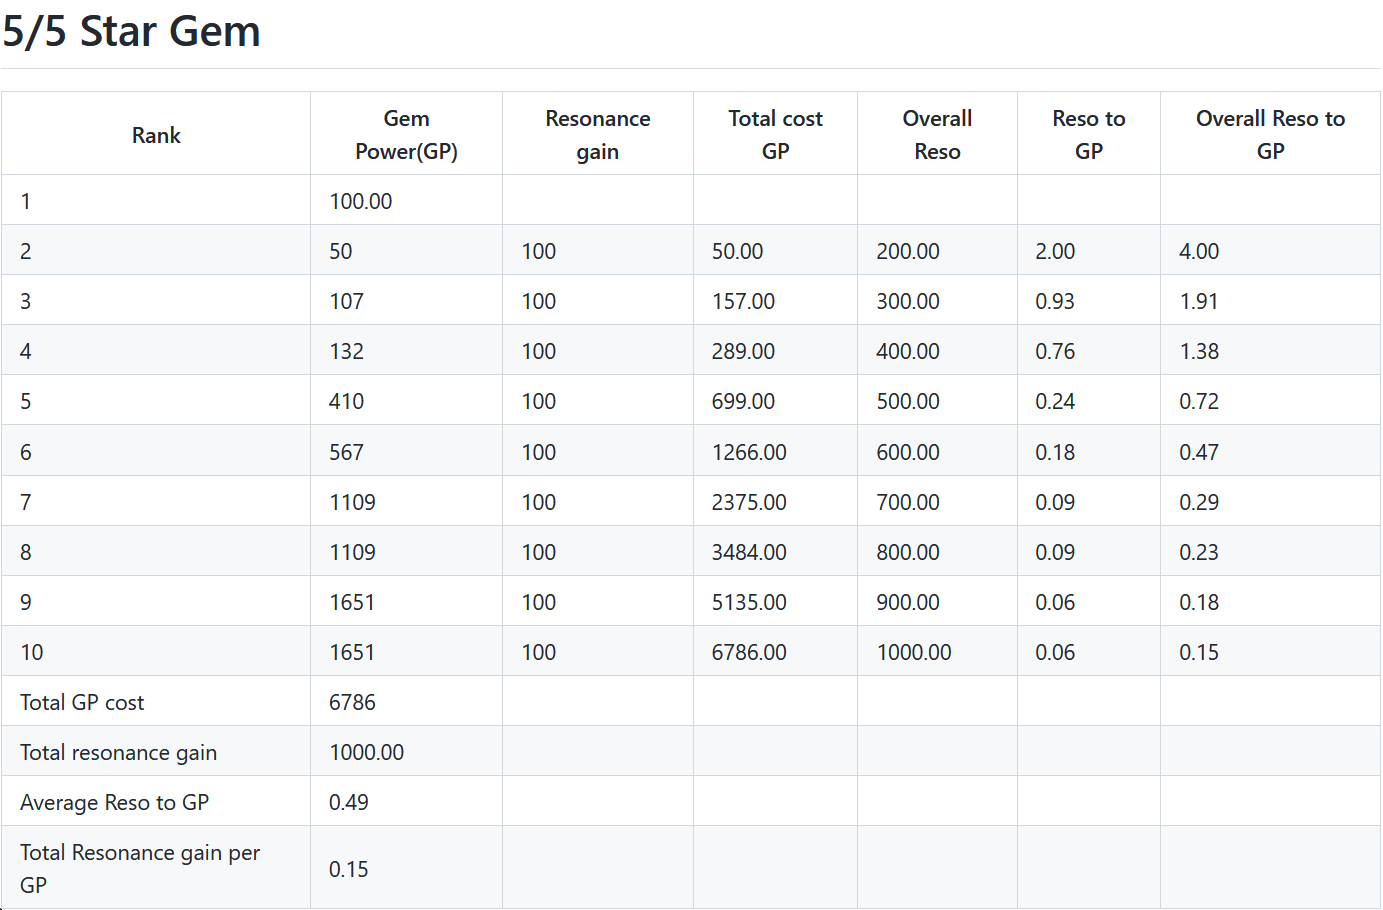 5/5 Star Gem
Rank Gem Power(GP) Resonance gain Total cost GP Overall Reso Reso to GP Overall Reso to GP
1 100.00
2 50 100 50.00 200.00 2.00 4.00
3 107 100 157.00 300.00 0.93 1.91
4 132 100 289.00 400.00 0.76 1.38
5 410 100 699.00 500.00 0.24 0.72
6 567 100 1266.00 600.00 0.18 0.47
7 1109 100 2375.00 700.00 0.09 0.29
8 1109 100 3484.00 800.00 0.09 0.23
9 1651 100 5135.00 900.00 0.06 0.18
10 1651 100 6786.00 1000.00 0.06 0.15
Total GP cost 6786
Total resonance gain 1000.00
Average Reso to GP 0.49
Total Resonance gain per GP 0.15